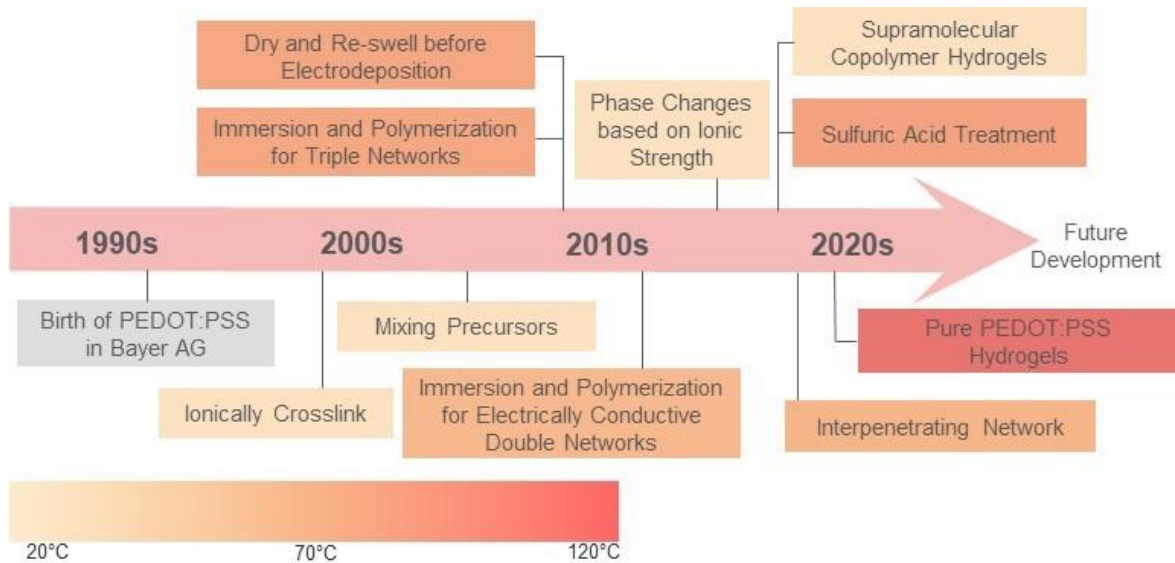 Dry and Re-swell before
Electrodeposition
Immersion and Polymerization
for Triple Networks
Phase Changes
based on Ionic
Strength
Supramolecular
Copolymer Hydrogels
Sulfuric Acid Treatment
1990s
2000s
2010s
2020s
Future
Development
Birth of PEDOT:PSS
in Bayer AG
Ionically Crosslink
Mixing Precursors
Immersion and Polymerization
for Electrically Conductive
Double Networks
Pure PEDOT:PSS
Hydrogels
Interpenetrating Network
20°C
70°C
120°C